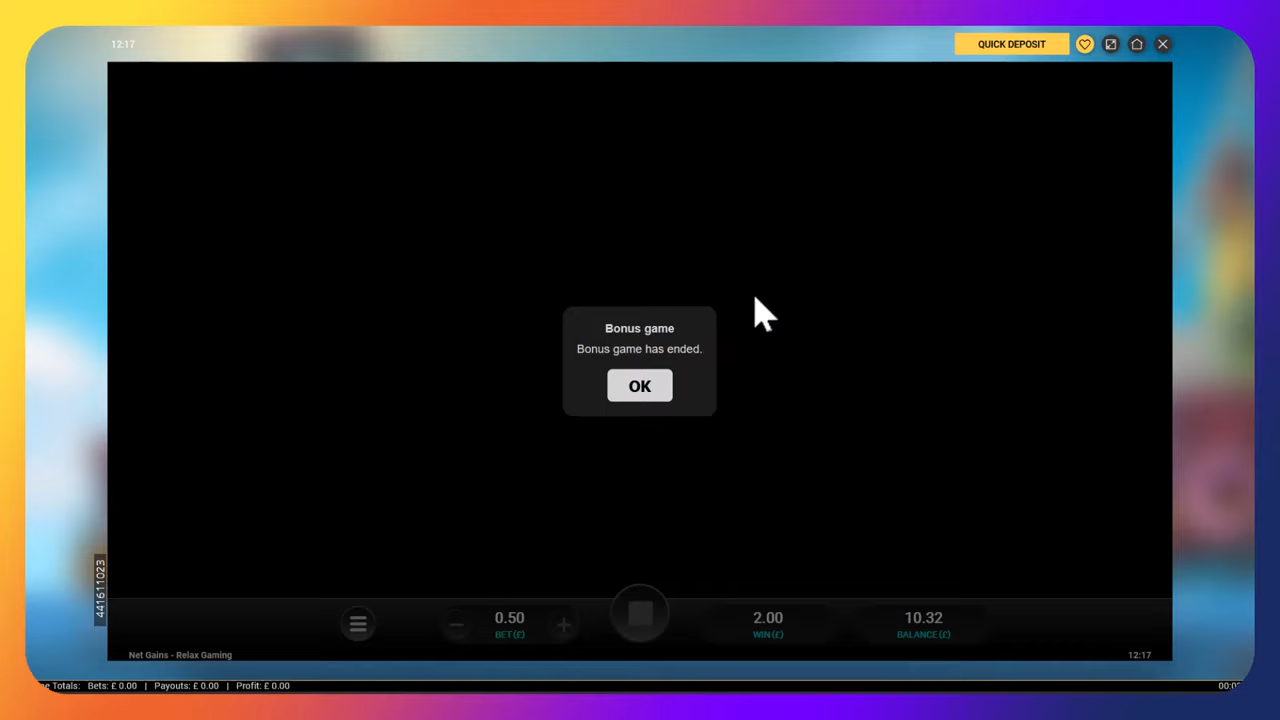 12:17
QUICK DEPOSIT
Bonus game
Bonus game has ended.
OK
441611023
0.50
BET (£)
2.00
WIN (£)
10.32
BALANCE (£)
Net Gains - Relax Gaming
12:17
Totals: Bets: £ 0.00 | Payouts: £ 0.00 | Profit: £ 0.00